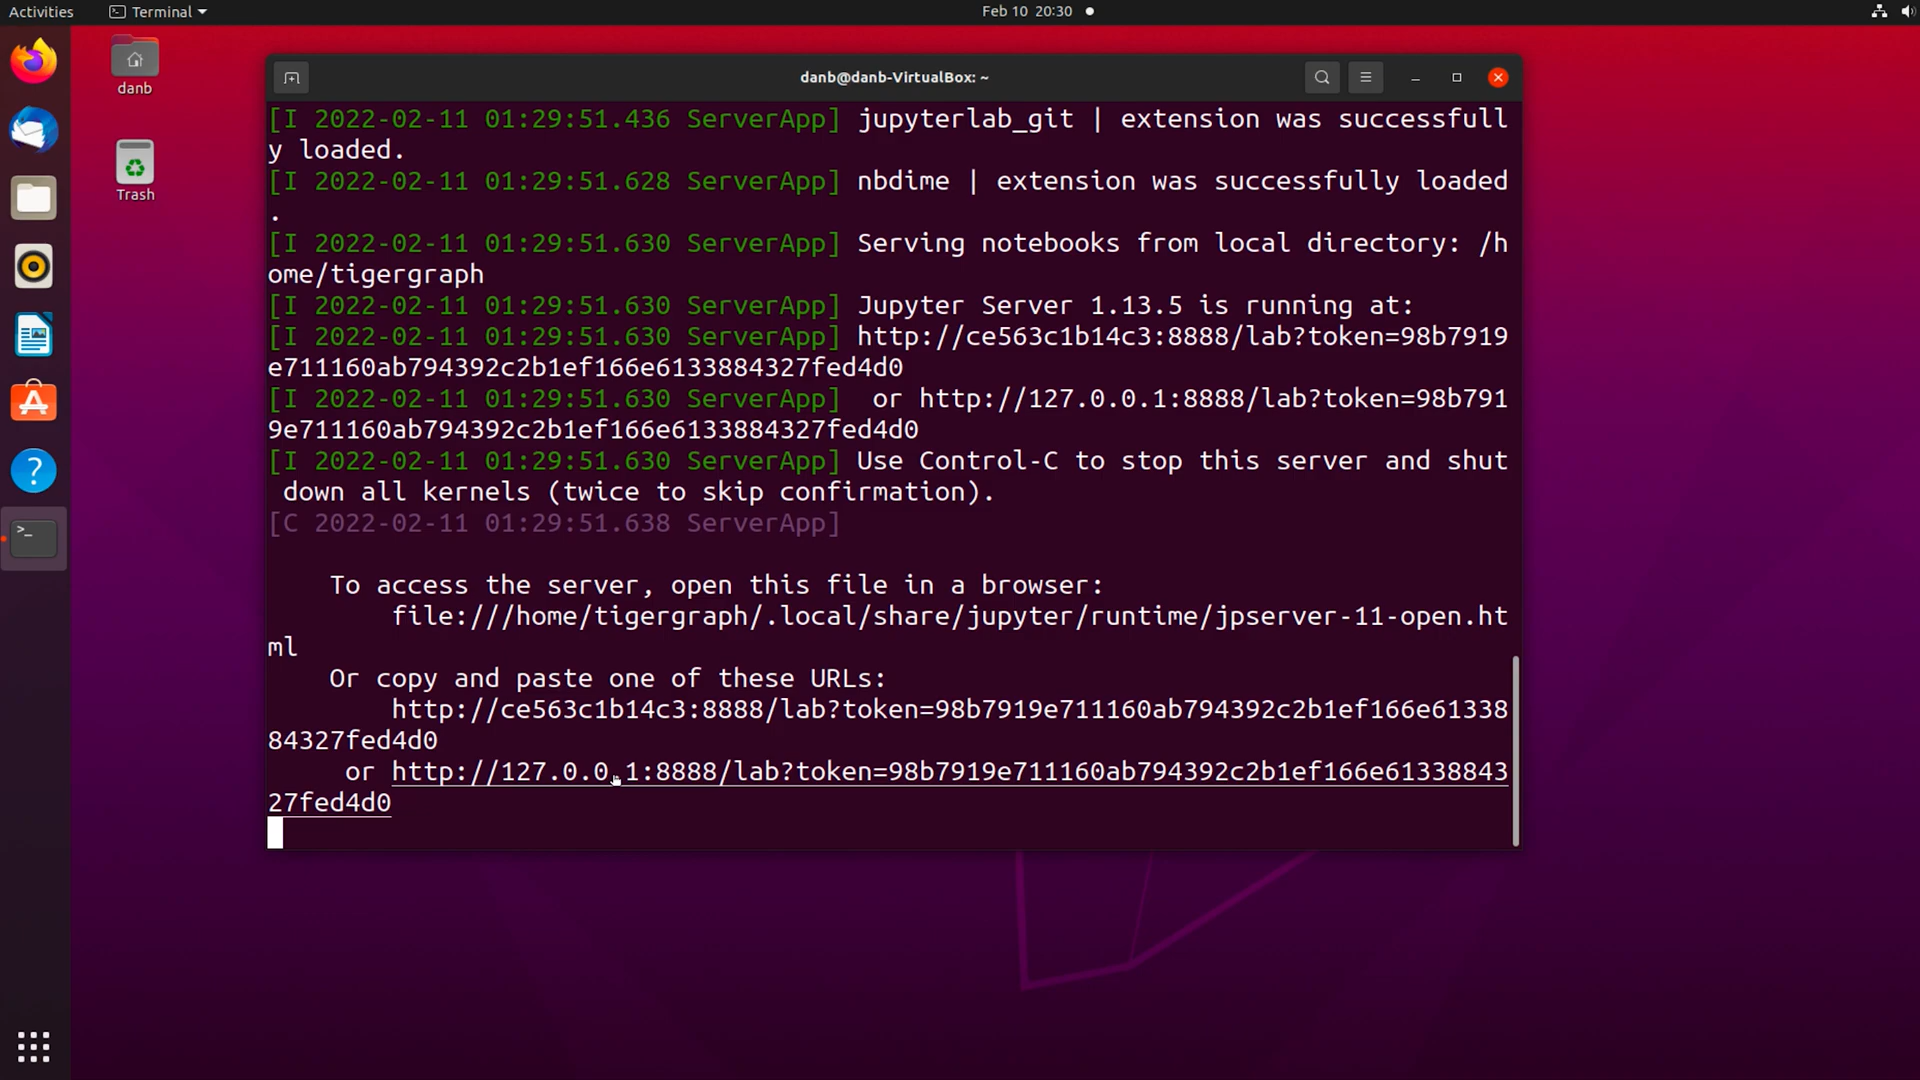 Activities
Terminal
Feb 10 20:30
danb
Trash
danb@danb-VirtualBox: ~
[I 2022-02-11 01:29:51.436 ServerApp] jupyterlab_git | extension was successfull
y loaded.
[I 2022-02-11 01:29:51.628 ServerApp] nbdime | extension was successfully loaded
.
[I 2022-02-11 01:29:51.630 ServerApp] Serving notebooks from local directory: /h
ome/tigergraph
[I 2022-02-11 01:29:51.630 ServerApp] Jupyter Server 1.13.5 is running at:
[I 2022-02-11 01:29:51.630 ServerApp] http://ce563c1b14c3:8888/lab?token=98b7919
e711160ab794392c2b1ef166e6133884327fed4d0
[I 2022-02-11 01:29:51.630 ServerApp]  or http://127.0.0.1:8888/lab?token=98b791
9e711160ab794392c2b1ef166e6133884327fed4d0
[I 2022-02-11 01:29:51.630 ServerApp] Use Control-C to stop this server and shut
 down all kernels (twice to skip confirmation).
[C 2022-02-11 01:29:51.638 ServerApp]
To access the server, open this file in a browser:
file:///home/tigergraph/.local/share/jupyter/runtime/jpserver-11-open.ht
ml
Or copy and paste one of these URLs:
http://ce563c1b14c3:8888/lab?token=98b7919e711160ab794392c2b1ef166e61338
84327fed4d0
or http://127.0.0.1:8888/lab?token=98b7919e711160ab794392c2b1ef166e61338843
27fed4d0